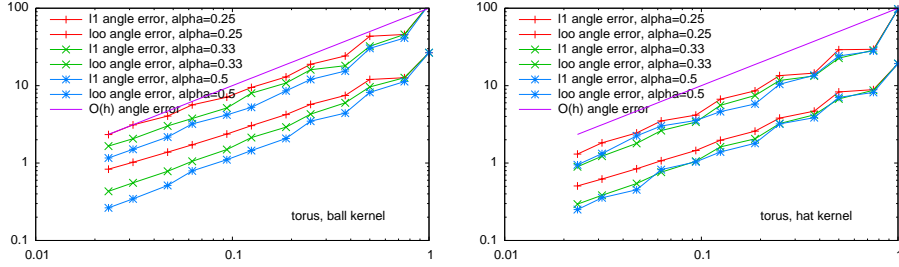 100
10
1
0.1
0.01
0.1
1
l1 angle error, alpha=0.25
loo angle error, alpha=0.25
l1 angle error, alpha=0.33
loo angle error, alpha=0.33
l1 angle error, alpha=0.5
loo angle error, alpha=0.5
O(h) angle error
torus, ball kernel
100
10
1
0.1
0.01
0.1
1
l1 angle error, alpha=0.25
loo angle error, alpha=0.25
l1 angle error, alpha=0.33
loo angle error, alpha=0.33
l1 angle error, alpha=0.5
loo angle error, alpha=0.5
O(h) angle error
torus, hat kernel